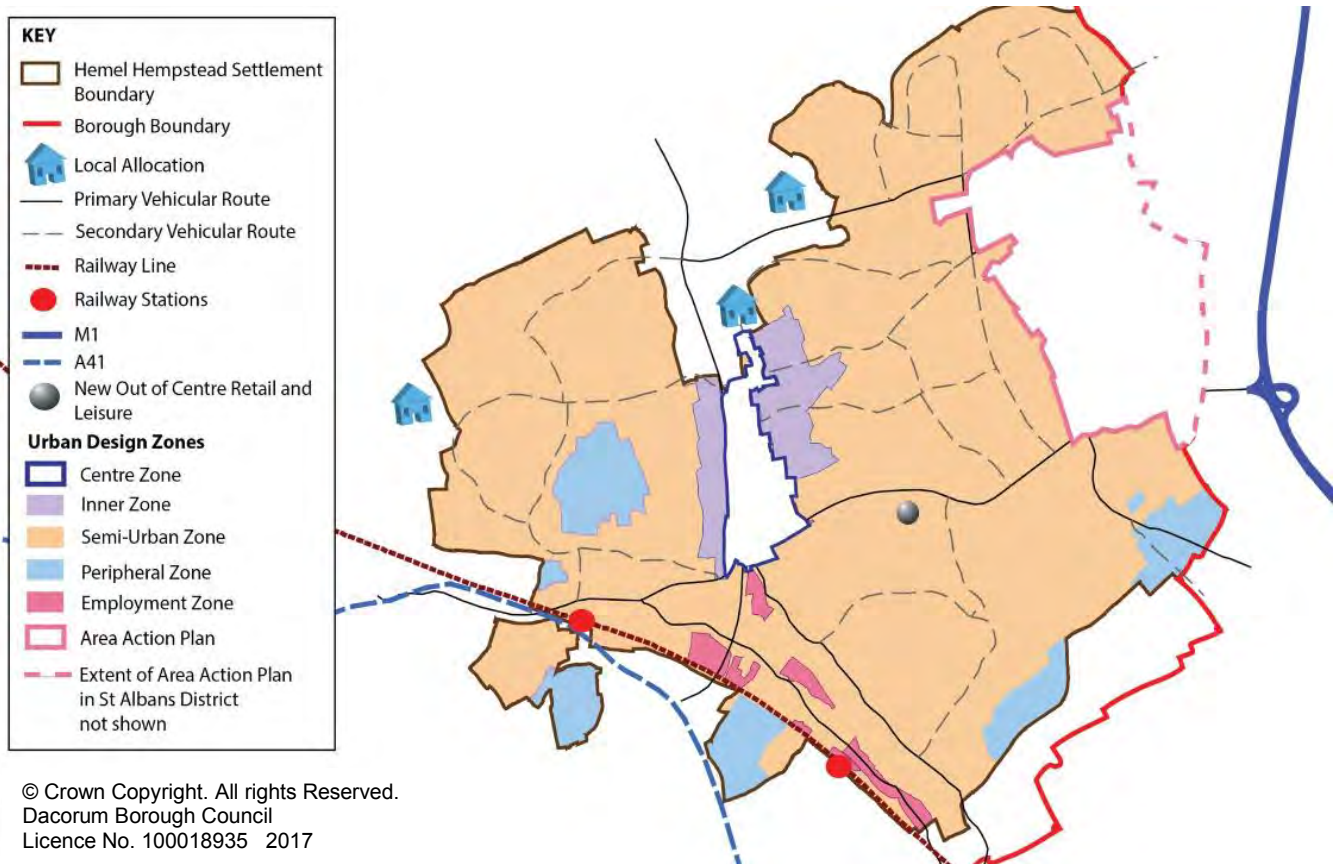 KEY
Hemel Hempstead Settlement
Boundary
Borough Boundary
Local Allocation
Primary Vehicular Route
Secondary Vehicular Route
Railway Line
Railway Stations
M1
A41
New Out of Centre Retail and
Leisure
Urban Design Zones
Centre Zone
Inner Zone
Semi-Urban Zone
Peripheral Zone
Employment Zone
Area Action Plan
Extent of Area Action Plan
in St Albans District
not shown
© Crown Copyright. All rights Reserved.
Dacorum Borough Council
Licence No. 100018935 2017